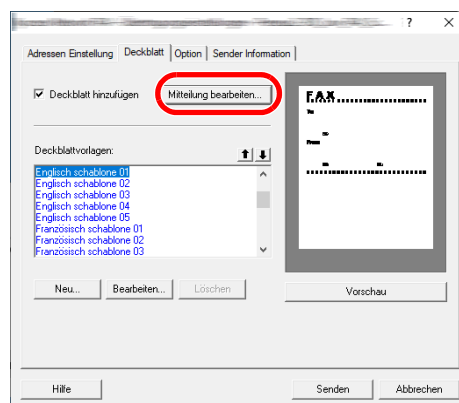 ? X
Adressen Einstellung Deckblatt Option Sender Information
Deckblatt hinzufügen Mitteilung bearbeiten...
Deckblattvorlagen:
Englisch schablone 01
Englisch schablone 02
Englisch schablone 03
Englisch schablone 04
Englisch schablone 05
Französisch schablone 01
Französisch schablone 02
Französisch schablone 03
FAX
Neu... Bearbeiten... Löschen Vorschau
Hilfe Senden Abbrechen